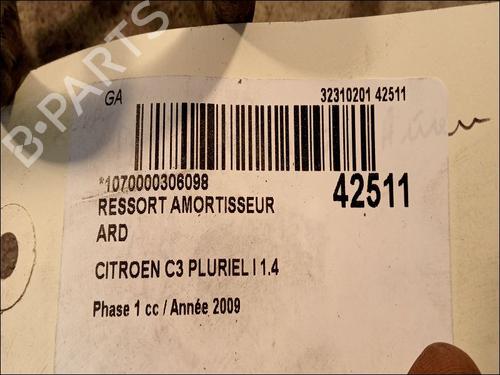 B-PARTS
GA 32310201 42511
*1070000306098 42511
RESSORT AMORTISSEUR
ARD
CITROEN C3 PLURIEL I 1.4
Phase 1 cc / Année 2009